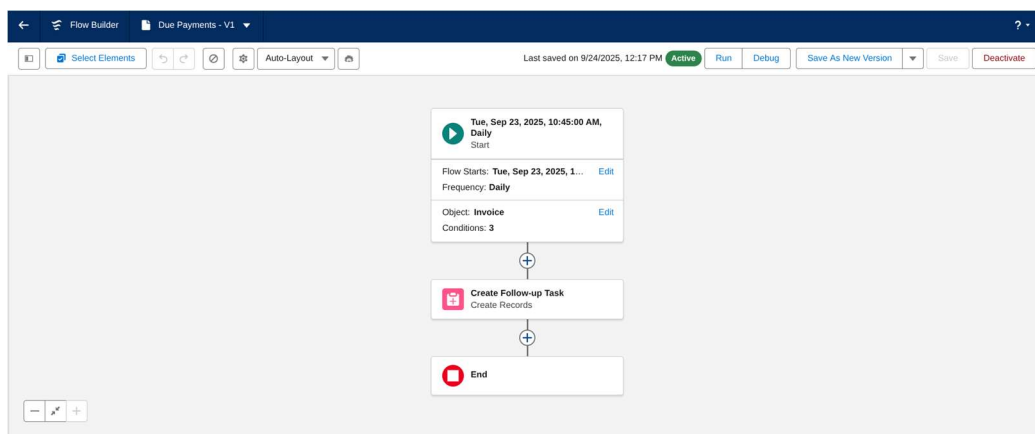 Flow Builder Due Payments - V1 ?
Select Elements Auto-Layout Last saved on 9/24/2025, 12:17 PM Active Run Debug Save As New Version Save Deactivate
Tue, Sep 23, 2025, 10:45:00 AM,
Daily
Start
Flow Starts: Tue, Sep 23, 2025, 1... Edit
Frequency: Daily
Object: Invoice Edit
Conditions: 3
Create Follow-up Task
Create Records
End